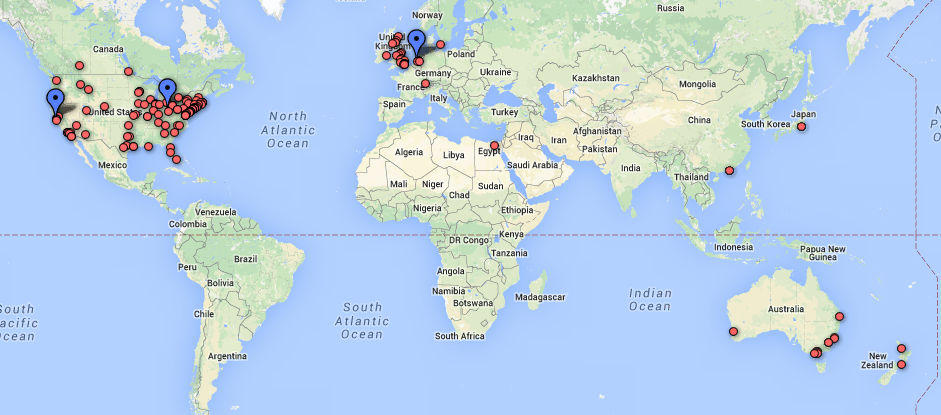 Norway
Russia
Canada
United
Kingdom
Poland
Germany
Ukraine
France
Kazakhstan
Mongolia
Italy
Spain
Turkey
United States
North
Atlantic
Ocean
China
Japan
South Korea
Iraq
Iran
Afghanistan
Pakistan
Algeria
Libya
Egypt
Saudi Arabia
India
Thailand
Mexico
Mali
Niger
Chad
Sudan
Nigeria
Ethiopia
Venezuela
Colombia
Kenya
DR Congo
Tanzania
Indonesia
Papua New
Guinea
Peru
Brazil
Bolivia
Angola
Namibia
Botswana
Madagascar
South
Pacific
Ocean
South
Atlantic
Ocean
Indian
Ocean
Australia
Chile
South Africa
Argentina
New
Zealand